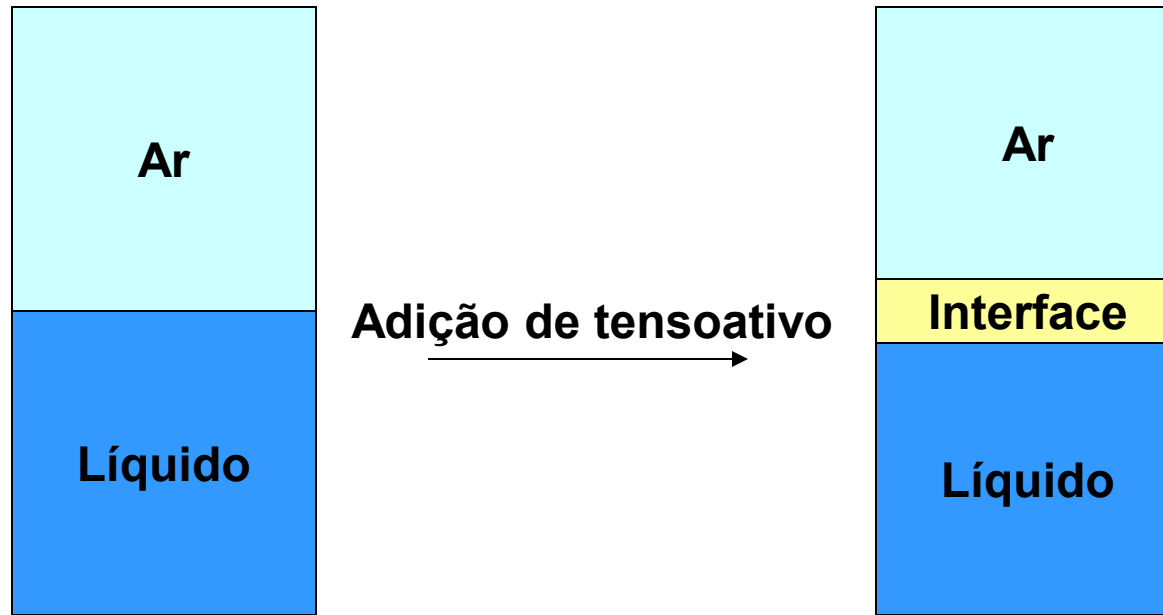 Ar
Líquido
Adição de tensoativo
Ar
Interface
Líquido